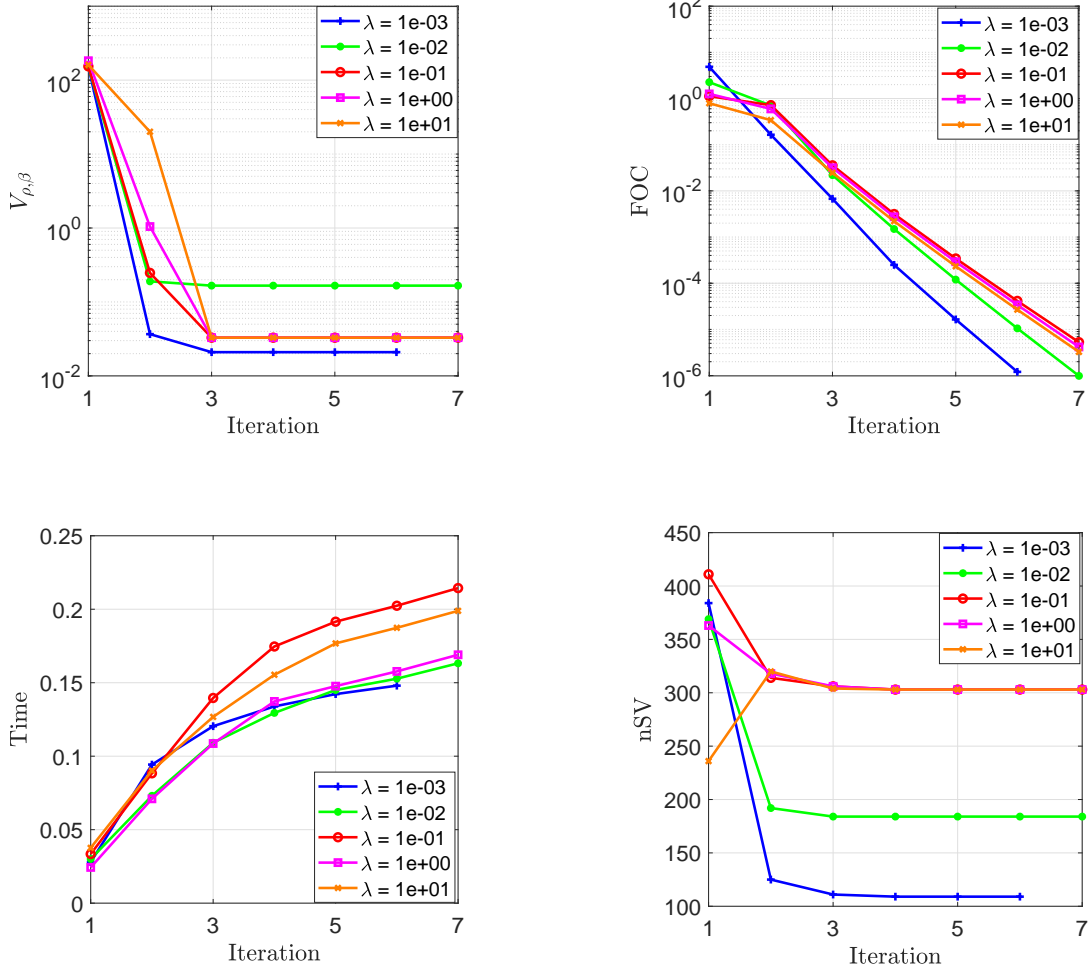 V_{ρ,β}
10^2
10^0
10^{-2}
1 3 5 7
Iteration
λ = 1e-03
λ = 1e-02
λ = 1e-01
λ = 1e+00
λ = 1e+01
FOC
10^2
10^0
10^{-2}
10^{-4}
10^{-6}
1 3 5 7
Iteration
λ = 1e-03
λ = 1e-02
λ = 1e-01
λ = 1e+00
λ = 1e+01
Time
0.25
0.2
0.15
0.1
0.05
0
1 3 5 7
Iteration
λ = 1e-03
λ = 1e-02
λ = 1e-01
λ = 1e+00
λ = 1e+01
nSV
450
400
350
300
250
200
150
100
1 3 5 7
Iteration
λ = 1e-03
λ = 1e-02
λ = 1e-01
λ = 1e+00
λ = 1e+01